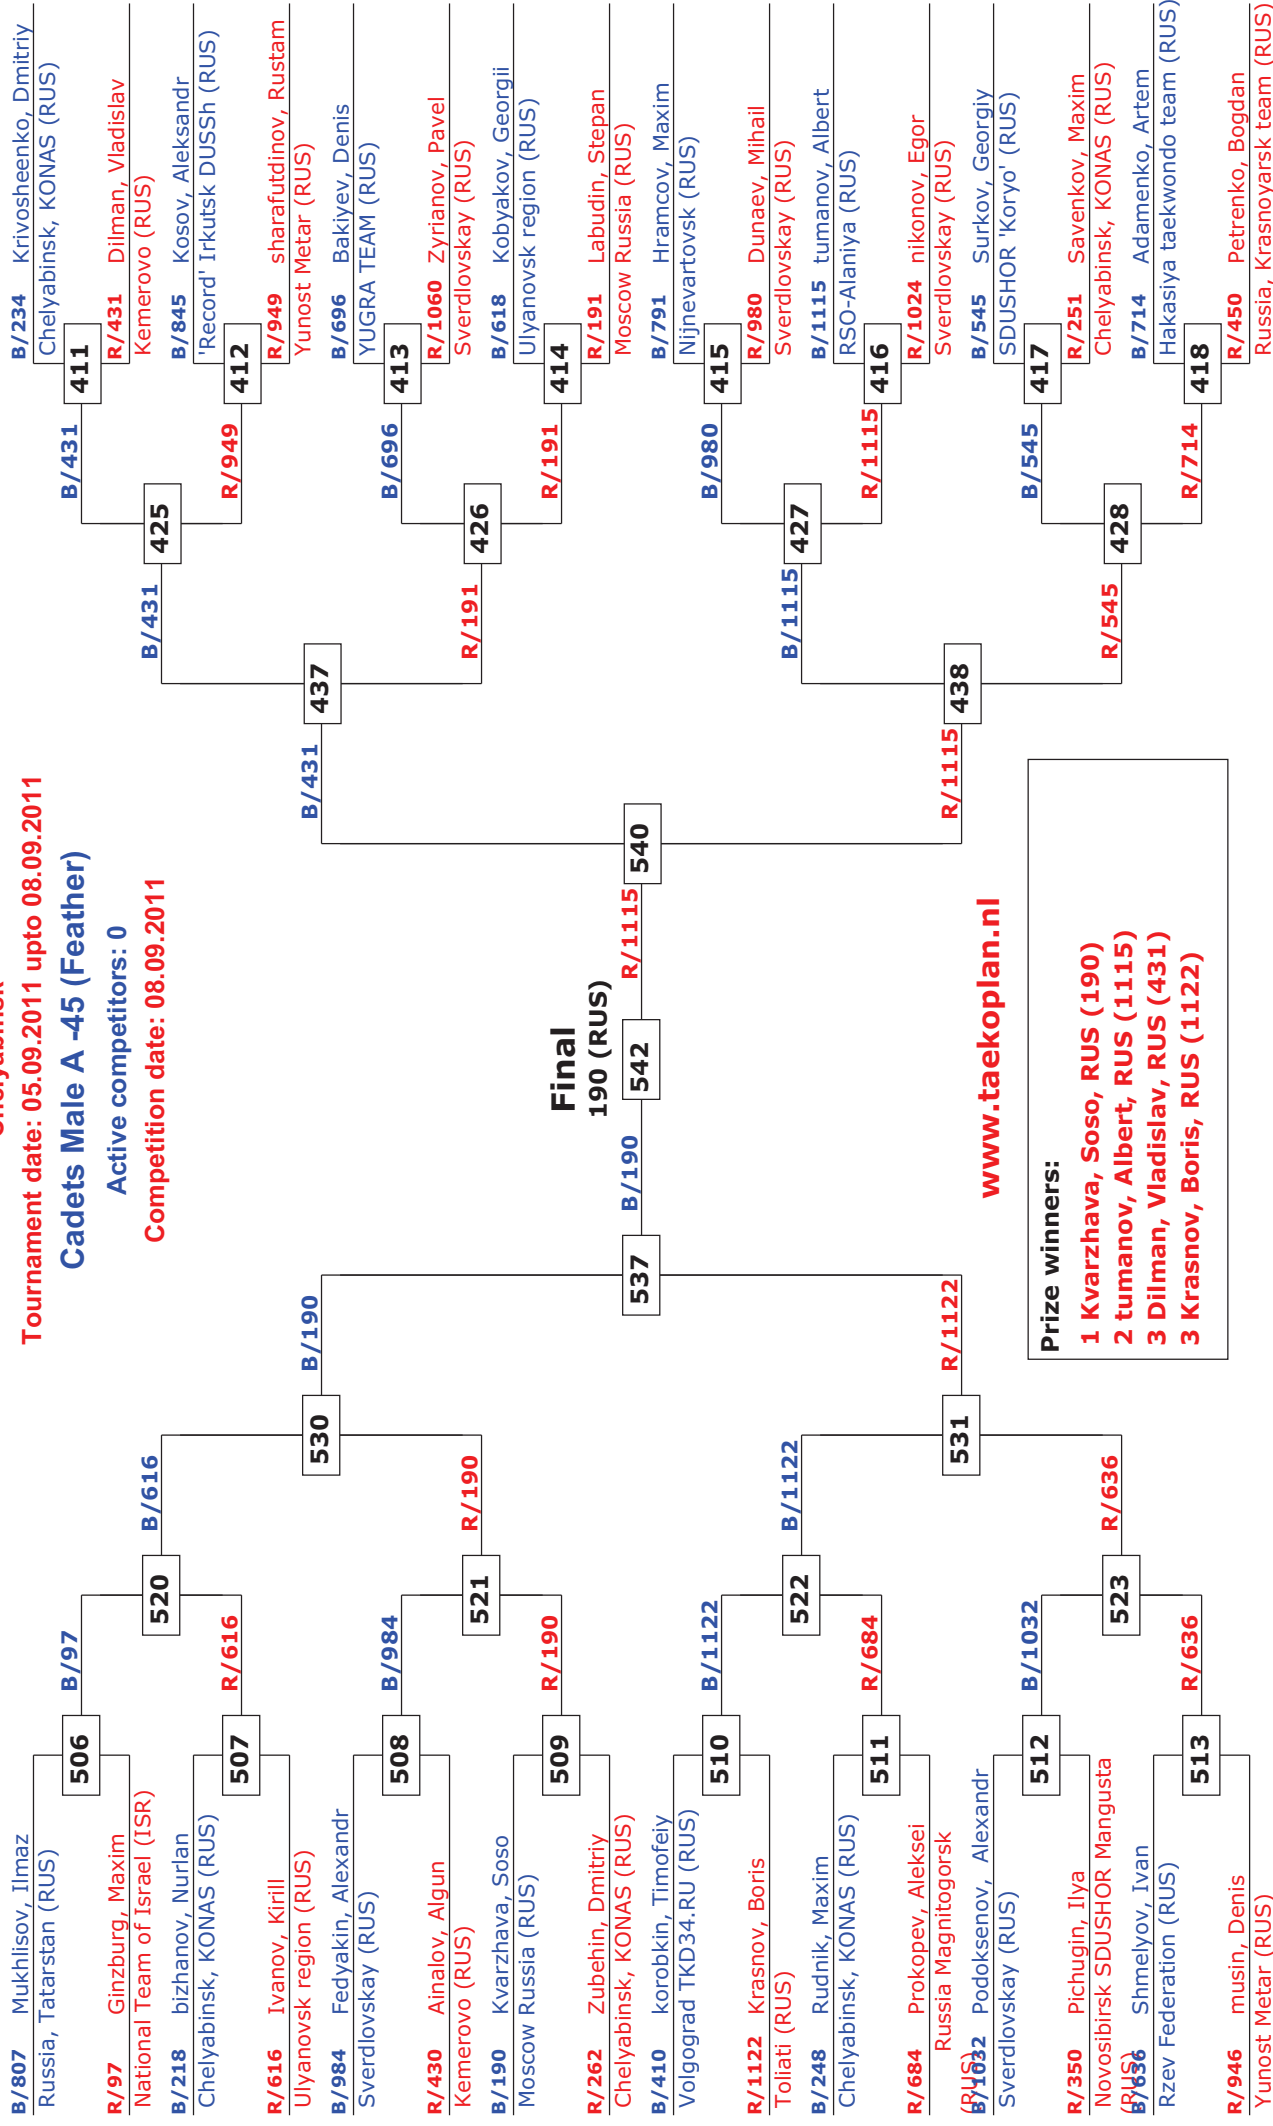 Tournament date: 05.09.2011 upto 08.09.2011
Cadets Male A -45 (Feather)
Active competitors: 0
Competition date: 08.09.2011
B/807 Mukhlisov, Ilmaz
Russia, Tatarstan (RUS)
R/97 Ginzburg, Maxim
National Team of Israel (ISR)
B/218 bizhanov, Nurlan
Chelyabinsk, KONAS (RUS)
R/616 Ivanov, Kirill
Ulyanovsk region (RUS)
B/984 Fedyakin, Alexandr
Sverdlovskay (RUS)
R/430 Ainalov, Algun
Kemerovo (RUS)
B/190 Kvarzhava, Soso
Moscow Russia (RUS)
R/262 Zubehin, Dmitriy
Chelyabinsk, KONAS (RUS)
B/410 korobkin, Timofeiy
Volgograd TKD34.RU (RUS)
R/1122 Krasnov, Boris
Toliati (RUS)
B/248 Rudnik, Maxim
Chelyabinsk, KONAS (RUS)
R/684 Prokopev, Aleksei
Russia Magnitogorsk
(RUS)
B/1032 Podoksenov, Alexandr
Sverdlovskay (RUS)
R/350 Pichugin, Ilya
Novosibirsk SDUSHOR Mangusta
(RUS)
B/636 Shmelyov, Ivan
Rzev Federation (RUS)
R/946 musin, Denis
Yunost Metar (RUS)
506
507
508
509
510
511
512
513
B/97
R/616
B/984
R/190
B/1122
R/684
B/1032
R/636
520
521
522
523
B/616
R/190
B/1122
R/636
530
531
B/190
R/1122
537
B/190
Final
190 (RUS)
542
R/1115
540
B/431
R/1115
437
438
B/431
R/191
B/1115
R/545
425
426
427
428
B/431
R/949
B/696
R/191
B/980
R/1115
B/545
R/714
411
412
413
414
415
416
417
418
B/234 Krivosheenko, Dmitriy
Chelyabinsk, KONAS (RUS)
R/431 Dilman, Vladislav
Kemerovo (RUS)
B/845 Kosov, Aleksandr
'Record' Irkutsk DUSSh (RUS)
R/949 sharafutdinov, Rustam
Yunost Metar (RUS)
B/696 Bakiyev, Denis
YUGRA TEAM (RUS)
R/1060 Zyrianov, Pavel
Sverdlovskay (RUS)
B/618 Kobyakov, Georgii
Ulyanovsk region (RUS)
R/191 Labudin, Stepan
Moscow Russia (RUS)
B/791 Hramcov, Maxim
Nijnevartovsk (RUS)
R/980 Dunaev, Mihail
Sverdlovskay (RUS)
B/1115 tumanov, Albert
RSO-Alaniya (RUS)
R/1024 nikonov, Egor
Sverdlovskay (RUS)
B/545 Surkov, Georgiy
SDUSHOR 'Koryo' (RUS)
R/251 Savenkov, Maxim
Chelyabinsk, KONAS (RUS)
B/714 Adamenko, Artem
Hakasiya taekwondo team (RUS)
R/450 Petrenko, Bogdan
Russia, Krasnoyarsk team (RUS)
www.taekoplan.nl
Prize winners:
1 Kvarzhava, Soso, RUS (190)
2 tumanov, Albert, RUS (1115)
3 Dilman, Vladislav, RUS (431)
3 Krasnov, Boris, RUS (1122)